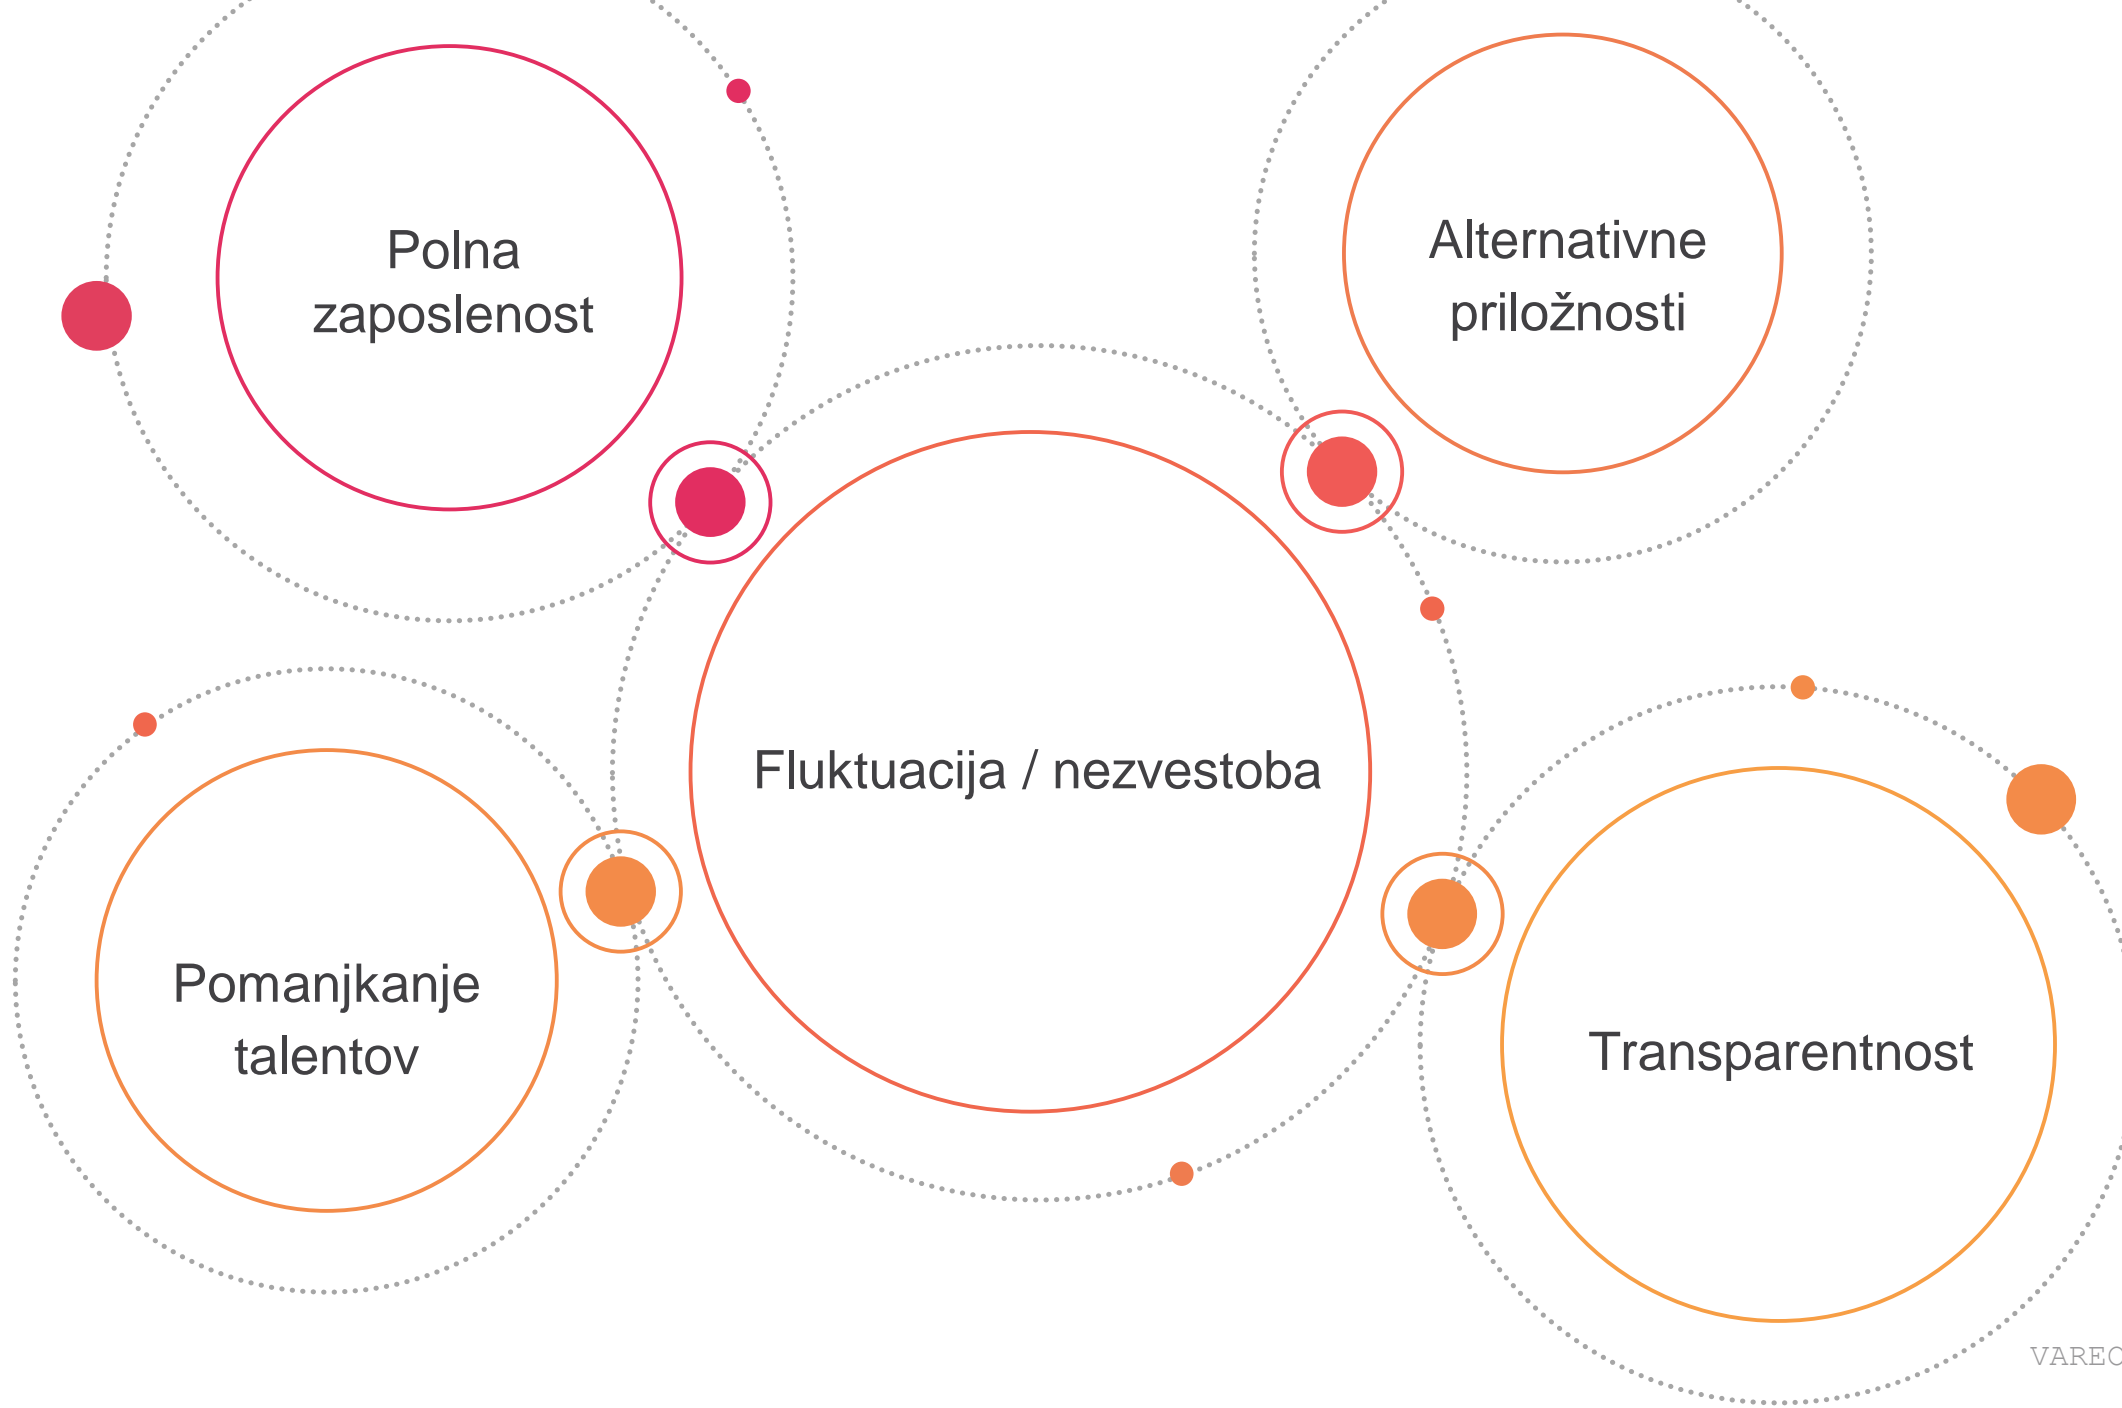 Polna
zaposlenost
Alternativne
priložnosti
Fluktuacija / nezvestoba
Pomanjkanje
talentov
Transparentnost